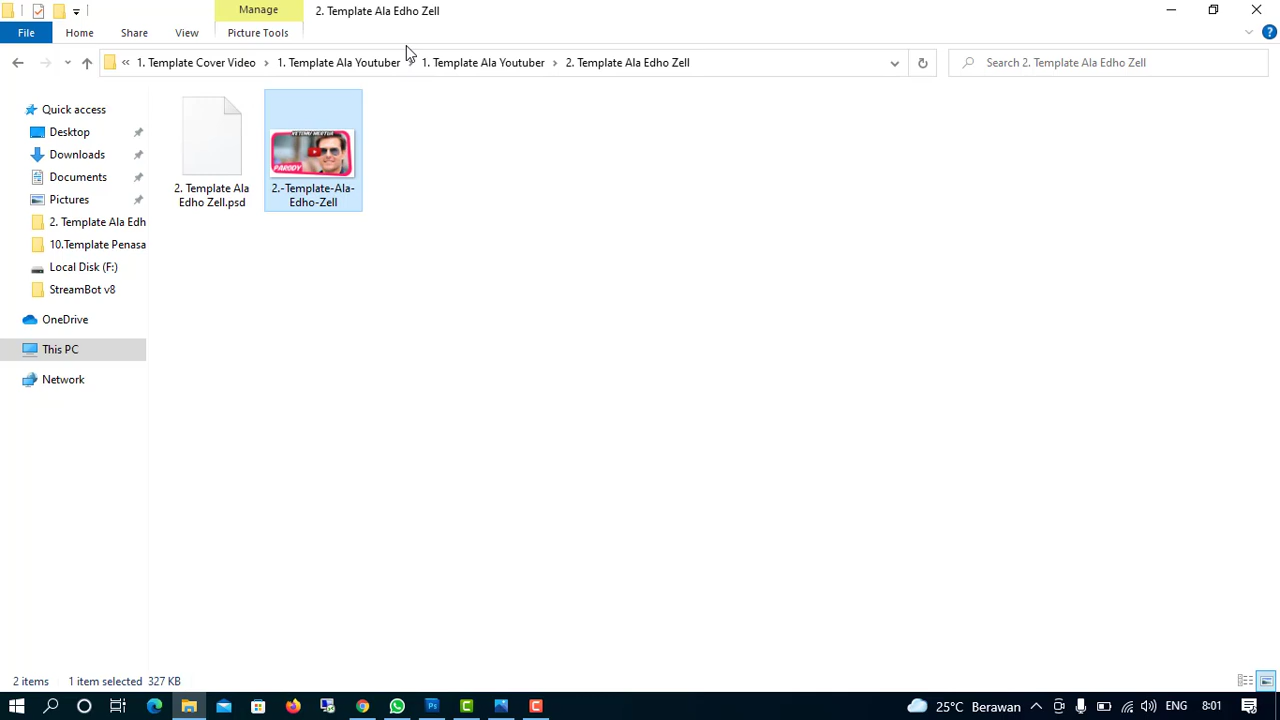 Manage
2. Template Ala Edho Zell
File
Home
Share
View
Picture Tools
1. Template Cover Video
1. Template Ala Youtuber
1. Template Ala Youtuber
2. Template Ala Edho Zell
Search 2. Template Ala Edho Zell
Quick access
Desktop
Downloads
Documents
Pictures
2. Template Ala Edh
10.Template Penasa
Local Disk (F:)
StreamBot v8
OneDrive
This PC
Network
2. Template Ala
Edho Zell.psd
KETEMU MERTUA
PARODY
2.-Template-Ala-
Edho-Zell
2 items
1 item selected 327 KB
25°C Berawan
ENG
8:01